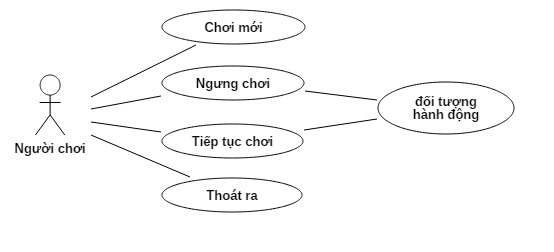 Chơi mới
Ngưng chơi
đối tượng
hành động
Người chơi
Tiếp tục chơi
Thoát ra